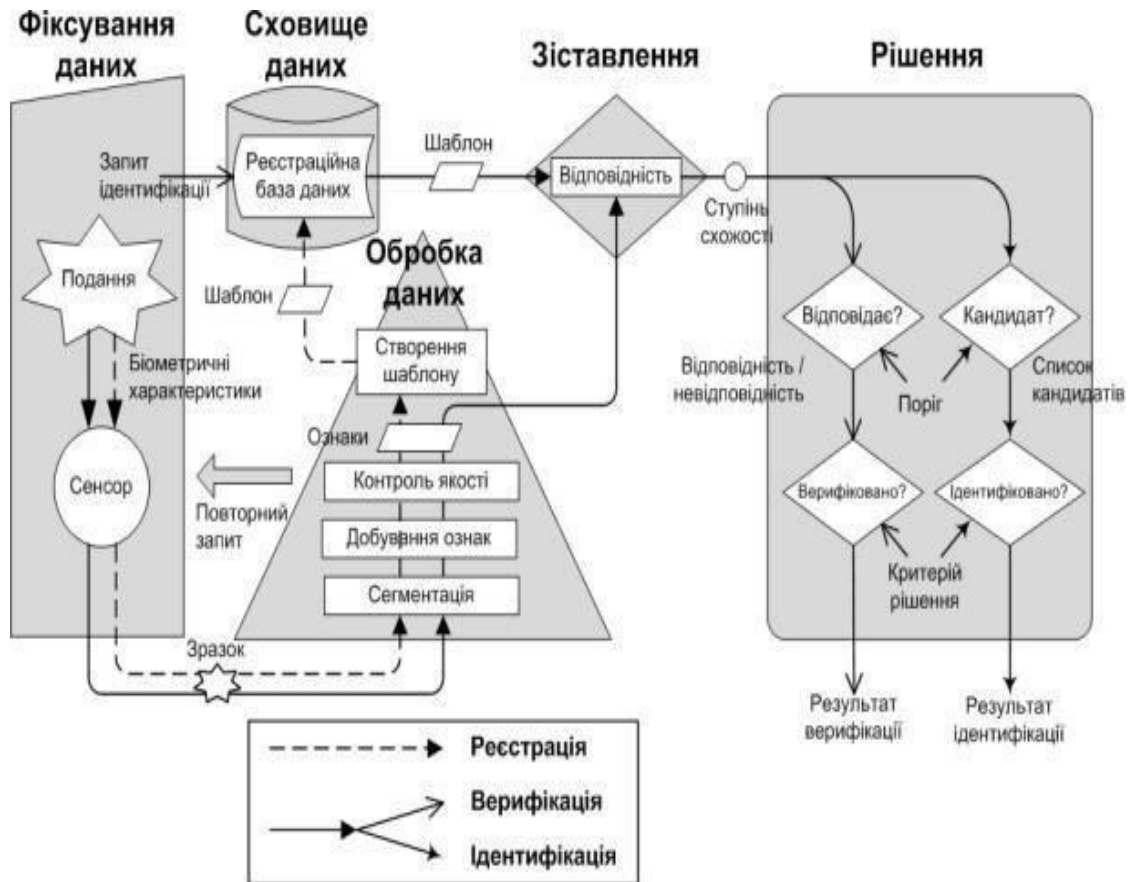 Фіксування
даних
Сховище
даних
Зіставлення
Рішення
Запит
ідентифікації
Реєстраційна
база даних
Шаблон
Відповідність
Ступінь
схожості
Подання
Шаблон
Обробка
даних
Створення
шаблону
Біометричні
характеристики
Ознаки
Сенсор
Повторний
запит
Контроль якості
Добування ознак
Сегментація
Зразок
Відповідає?
Кандидат?
Відповідність /
невідповідність
Поріг
Список
кандидатів
Верифіковано?
Ідентифіковано?
Критерій
рішення
Результат
верифікації
Результат
ідентифікації
Реєстрація
Верифікація
Ідентифікація